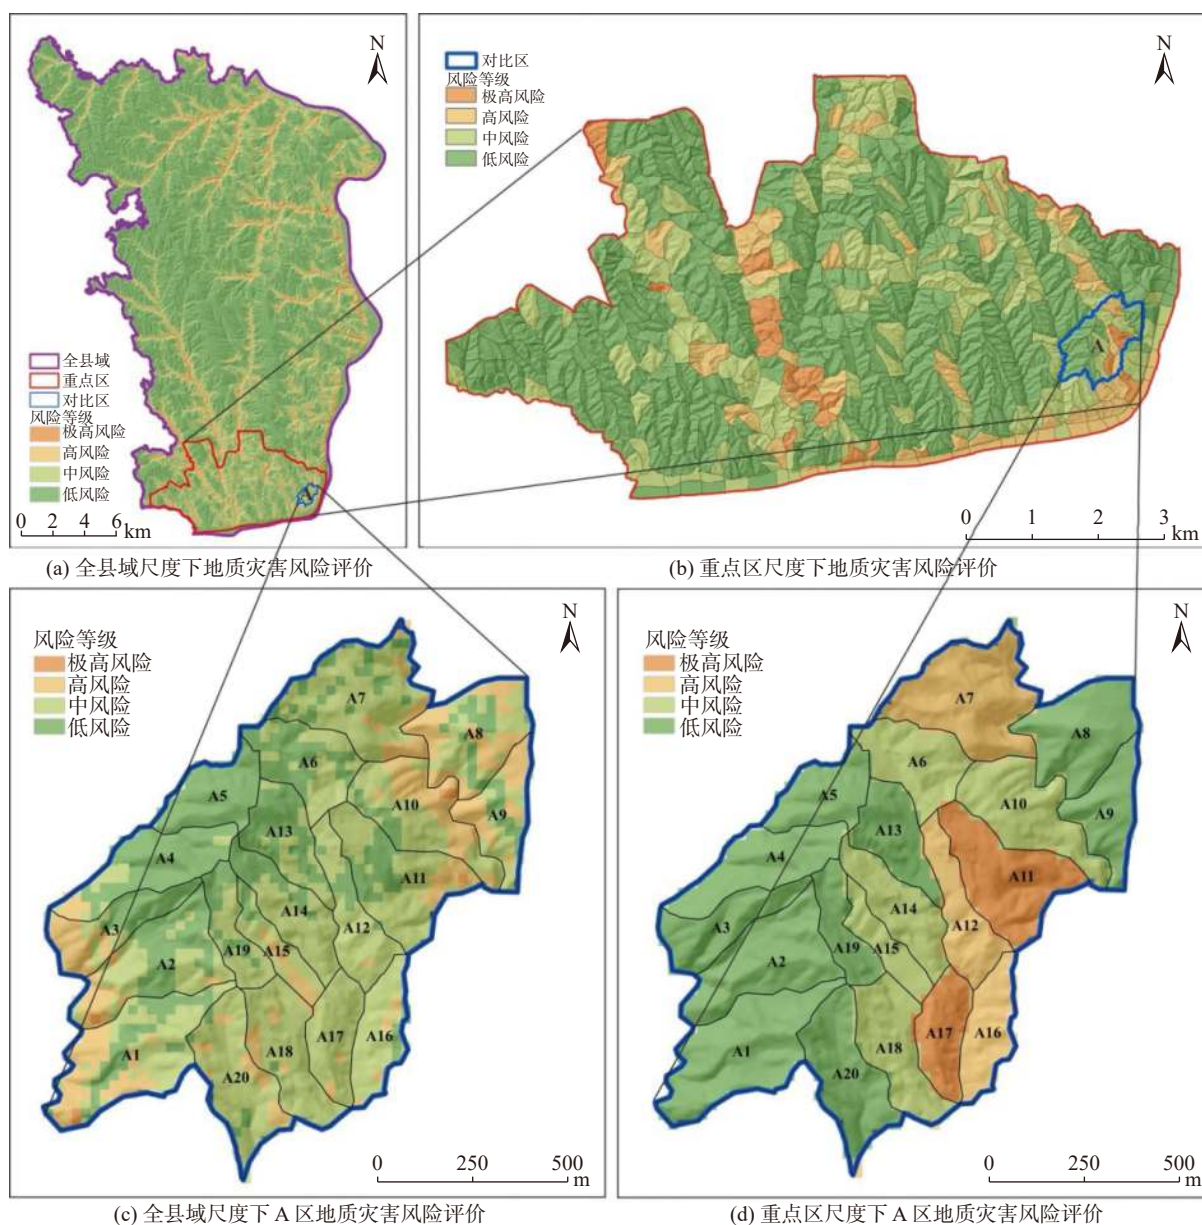 N
全县域
重点区
对比区
风险等级
极高风险
高风险
中风险
低风险
A
0 2 4 6 km
(a) 全县域尺度下地质灾害风险评价
N
对比区
风险等级
极高风险
高风险
中风险
低风险
A
0 1 2 3 km
(b) 重点区尺度下地质灾害风险评价
N
风险等级
极高风险
高风险
中风险
低风险
A7
A8
A6
A5
A10
A9
A13
A4
A11
A14
A3
A12
A19
A15
A2
A17
A16
A1
A18
A20
0 250 500 m
(c) 全县域尺度下 A 区地质灾害风险评价
N
风险等级
极高风险
高风险
中风险
低风险
A7
A8
A6
A5
A10
A9
A13
A4
A11
A14
A3
A12
A19
A15
A2
A17
A16
A1
A18
A20
0 250 500 m
(d) 重点区尺度下 A 区地质灾害风险评价